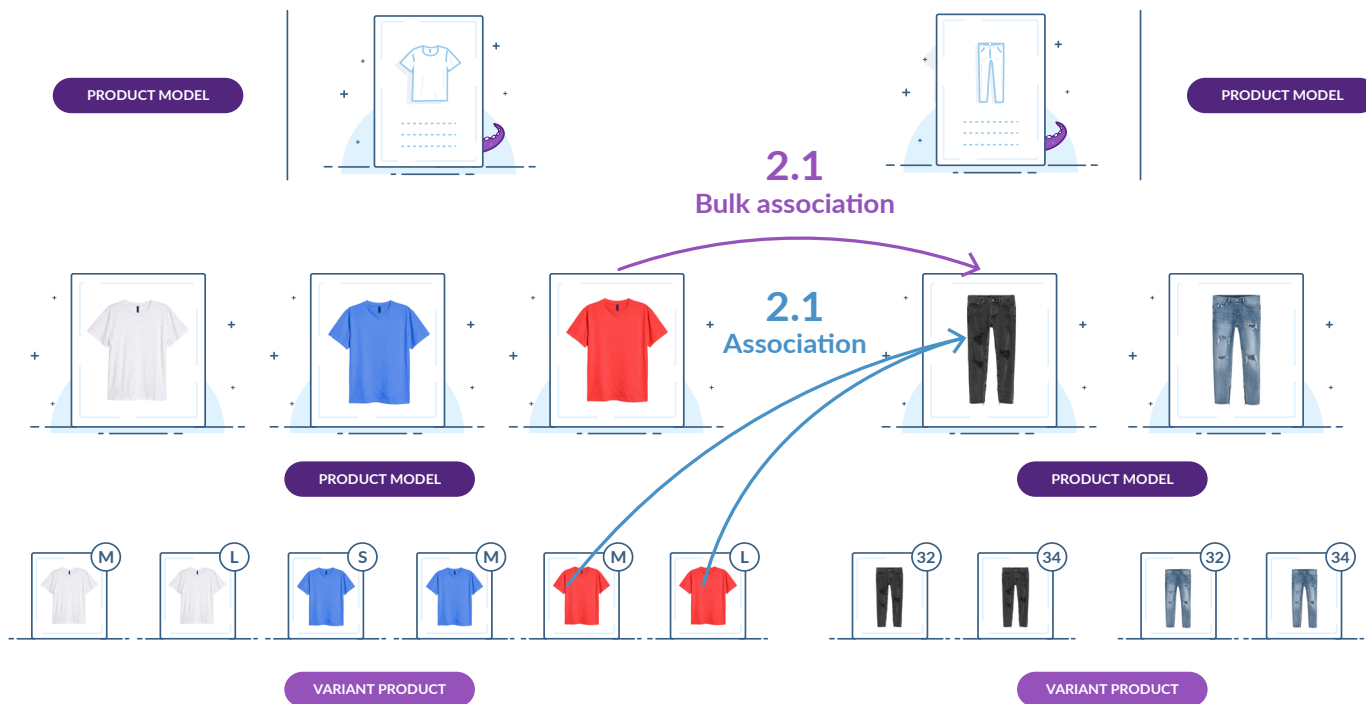 PRODUCT MODEL
PRODUCT MODEL
2.1
Bulk association
2.1
Association
PRODUCT MODEL
PRODUCT MODEL
M
L
S
M
M
L
32
34
32
34
VARIANT PRODUCT
VARIANT PRODUCT